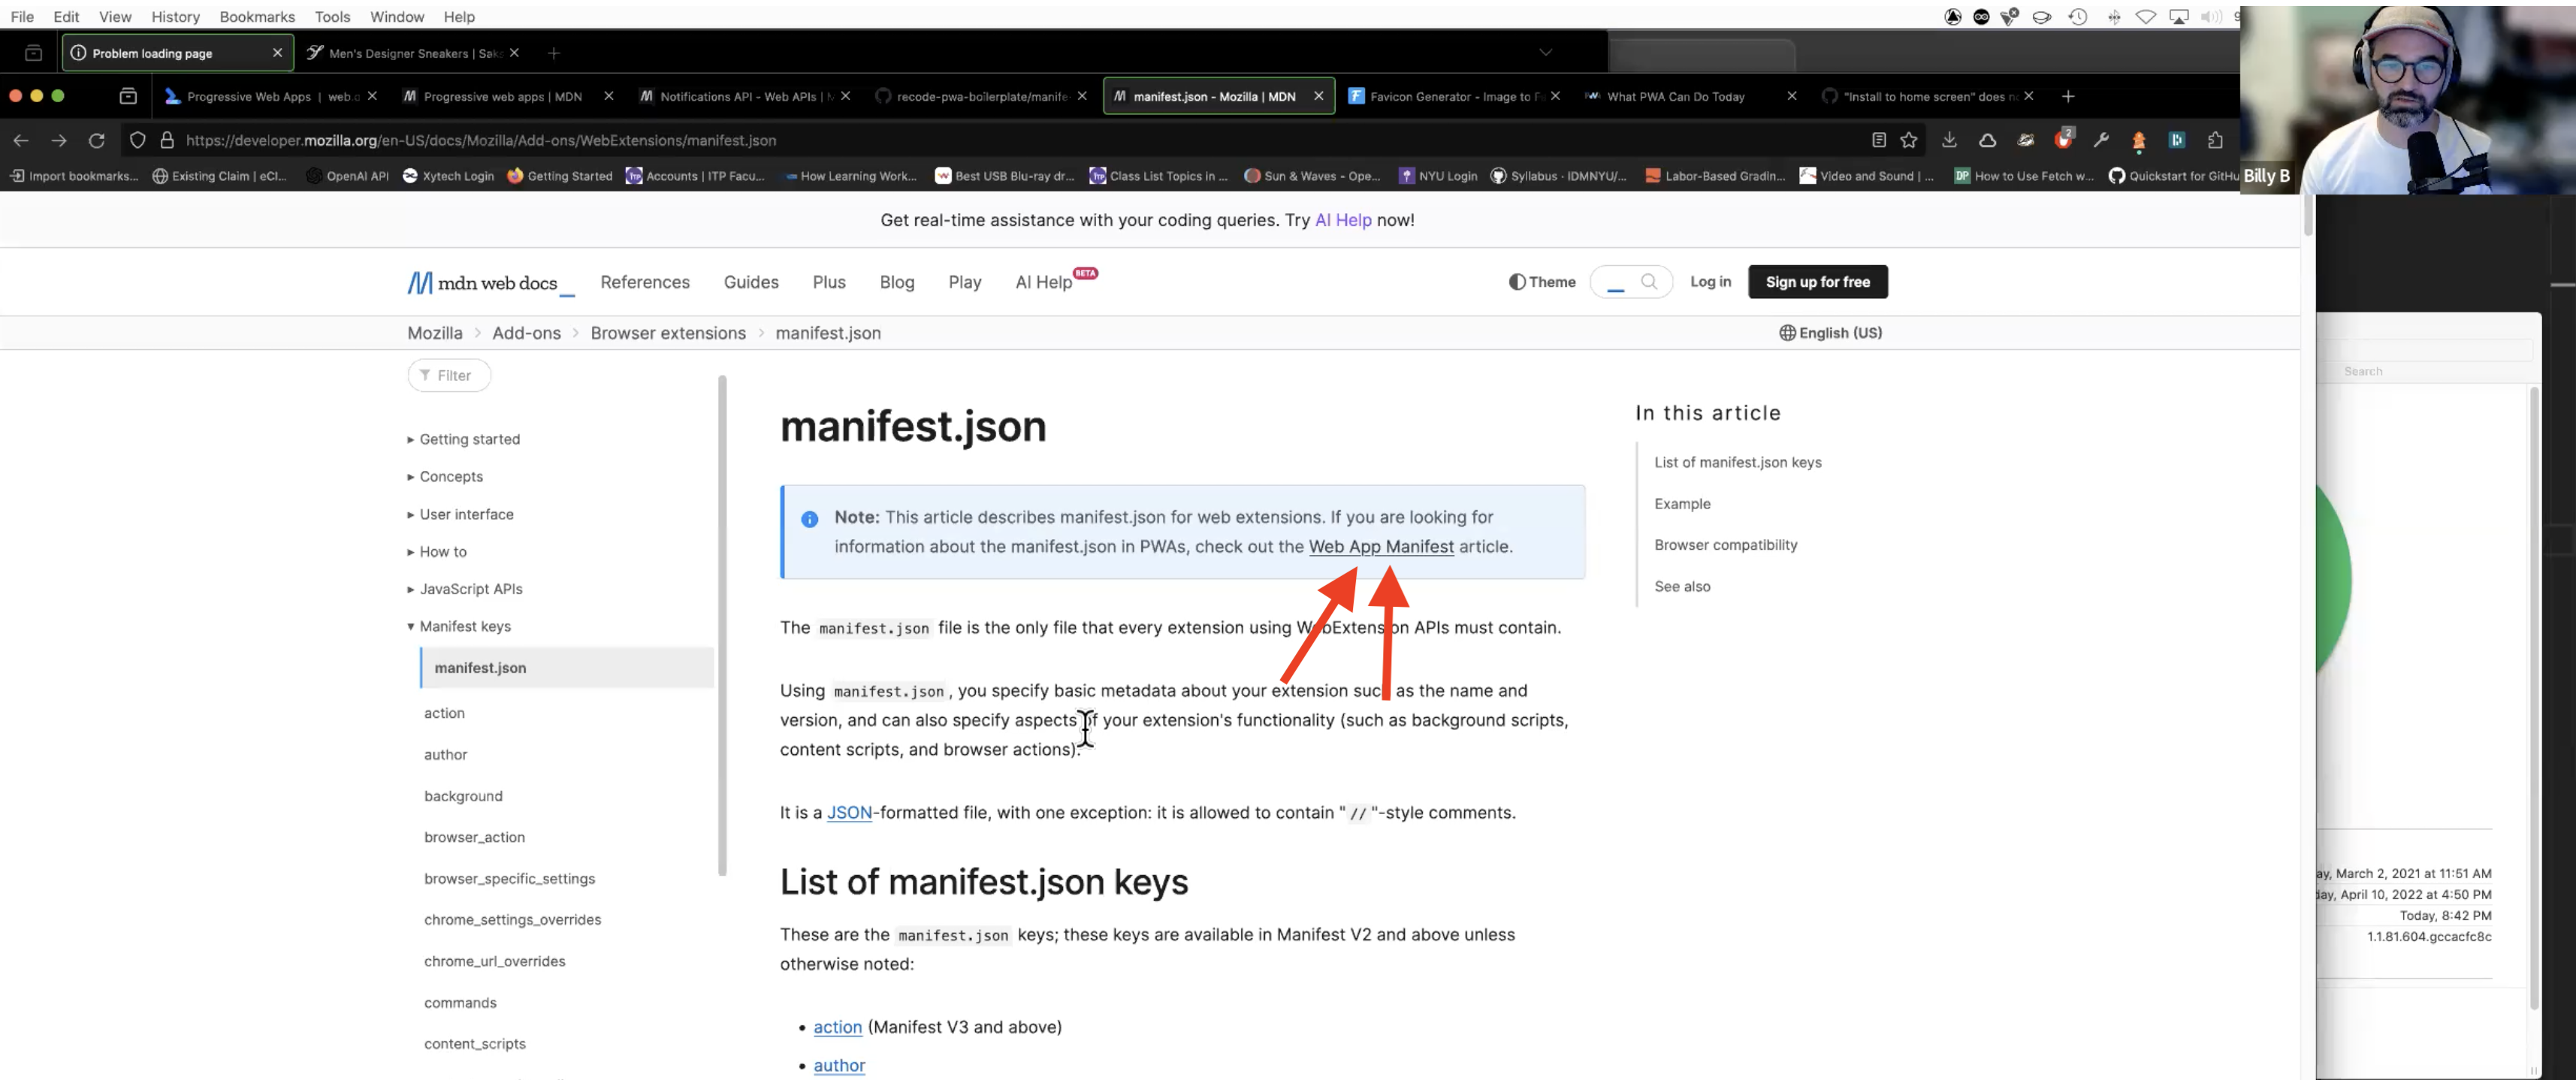 File Edit View History Bookmarks Tools Window Help
Problem loading page
Men's Designer Sneakers | Saks
Progressive Web Apps | web.d
Progressive web apps | MDN
Notifications API - Web APIs | M
recode-pwa-boilerplate/manife
manifest.json - Mozilla | MDN
Favicon Generator - Image to F
What PWA Can Do Today
"Install to home screen" does n
https://developer.mozilla.org/en-US/docs/Mozilla/Add-ons/WebExtensions/manifest.json
2
Import bookmarks...
Existing Claim | eCl...
OpenAI API
Xytech Login
Getting Started
Accounts | ITP Facu...
How Learning Work...
Best USB Blu-ray dr...
Class List Topics in ...
Sun & Waves - Ope...
NYU Login
Syllabus · IDMNYU/...
Labor-Based Gradin...
Video and Sound | ...
How to Use Fetch w...
Quickstart for GitHu
Billy B
Get real-time assistance with your coding queries. Try AI Help now!
mdn web docs_
References Guides Plus Blog Play AI Help BETA
Theme
Log in
Sign up for free
Mozilla > Add-ons > Browser extensions > manifest.json
English (US)
Filter
Getting started
Concepts
User interface
How to
JavaScript APIs
Manifest keys
manifest.json
action
author
background
browser_action
browser_specific_settings
chrome_settings_overrides
chrome_url_overrides
commands
content_scripts
manifest.json
Note: This article describes manifest.json for web extensions. If you are looking for
information about the manifest.json in PWAs, check out the Web App Manifest article.
The manifest.json file is the only file that every extension using WebExtension APIs must contain.
Using manifest.json, you specify basic metadata about your extension such as the name and
version, and can also specify aspects of your extension's functionality (such as background scripts,
content scripts, and browser actions).
It is a JSON-formatted file, with one exception: it is allowed to contain "//"-style comments.
List of manifest.json keys
These are the manifest.json keys; these keys are available in Manifest V2 and above unless
otherwise noted:
• action (Manifest V3 and above)
• author
In this article
List of manifest.json keys
Example
Browser compatibility
See also
Search
ay, March 2, 2021 at 11:51 AM
day, April 10, 2022 at 4:50 PM
Today, 8:42 PM
1.1.81.604.gccacfc8c